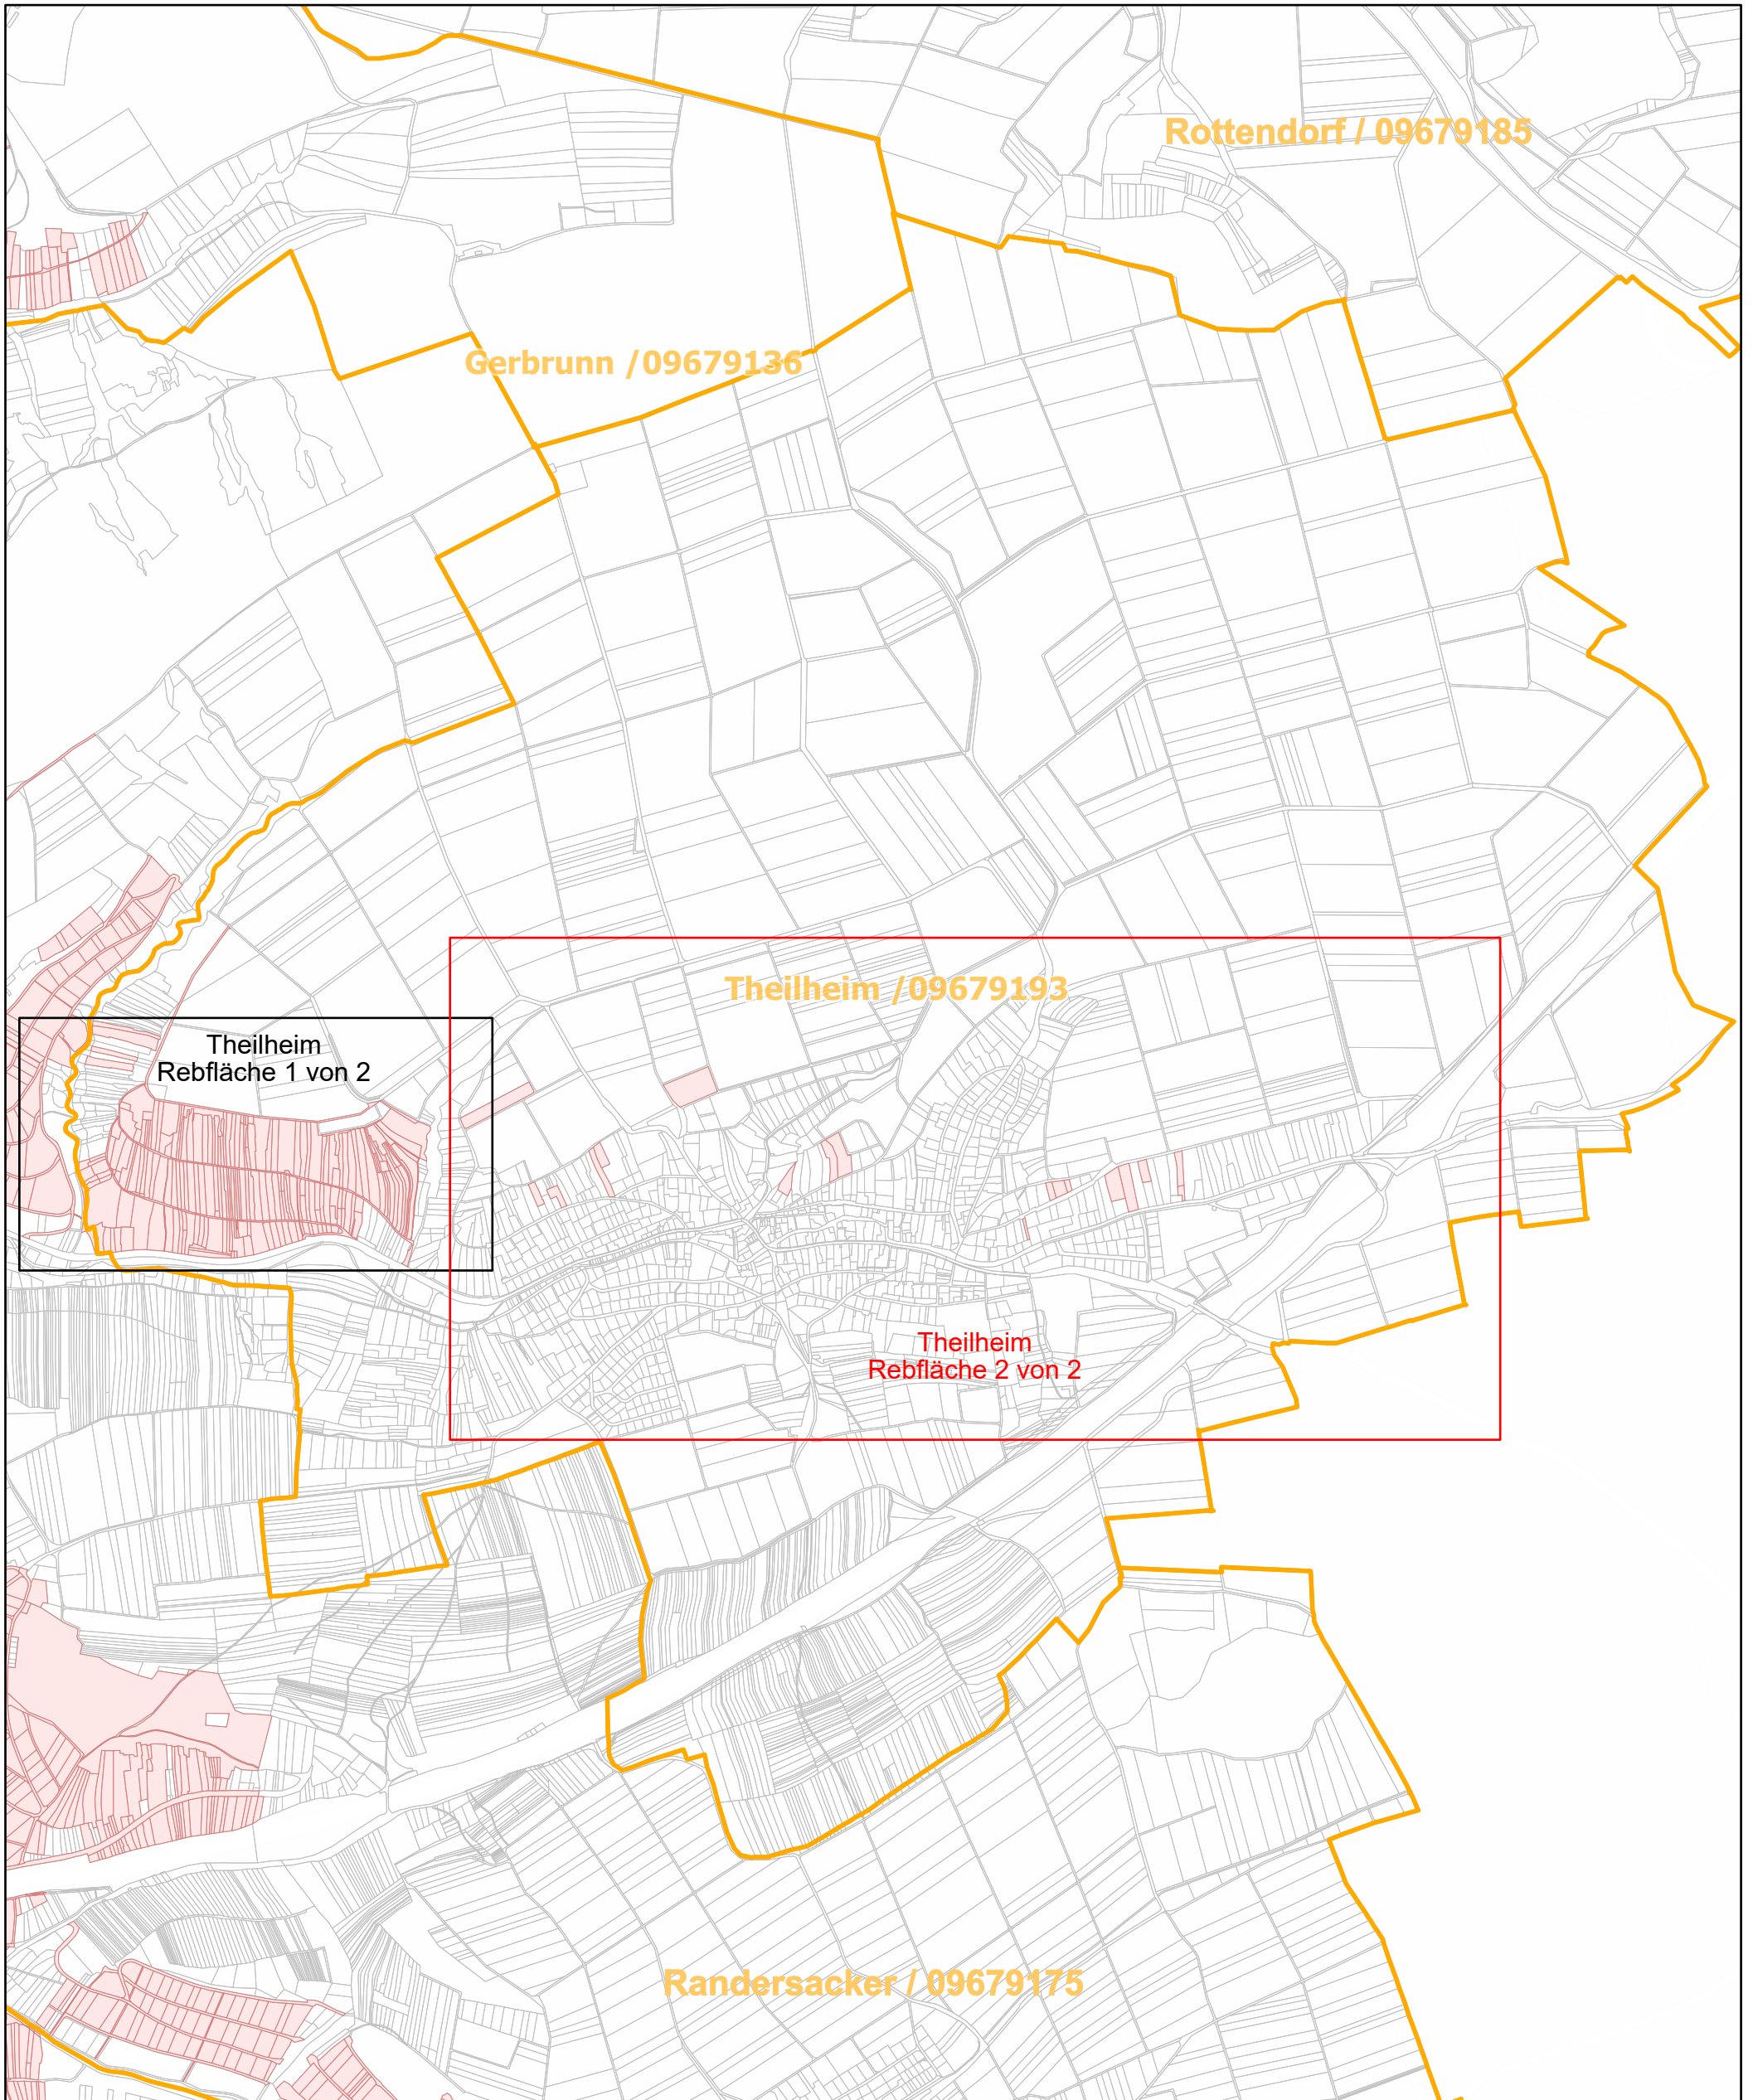 Rottendorf / 09679185
Gerbrunn /09679136
Theilheim /09679193
Theilheim
Rebfläche 1 von 2
Theilheim
Rebfläche 2 von 2
Randersacker / 09679175